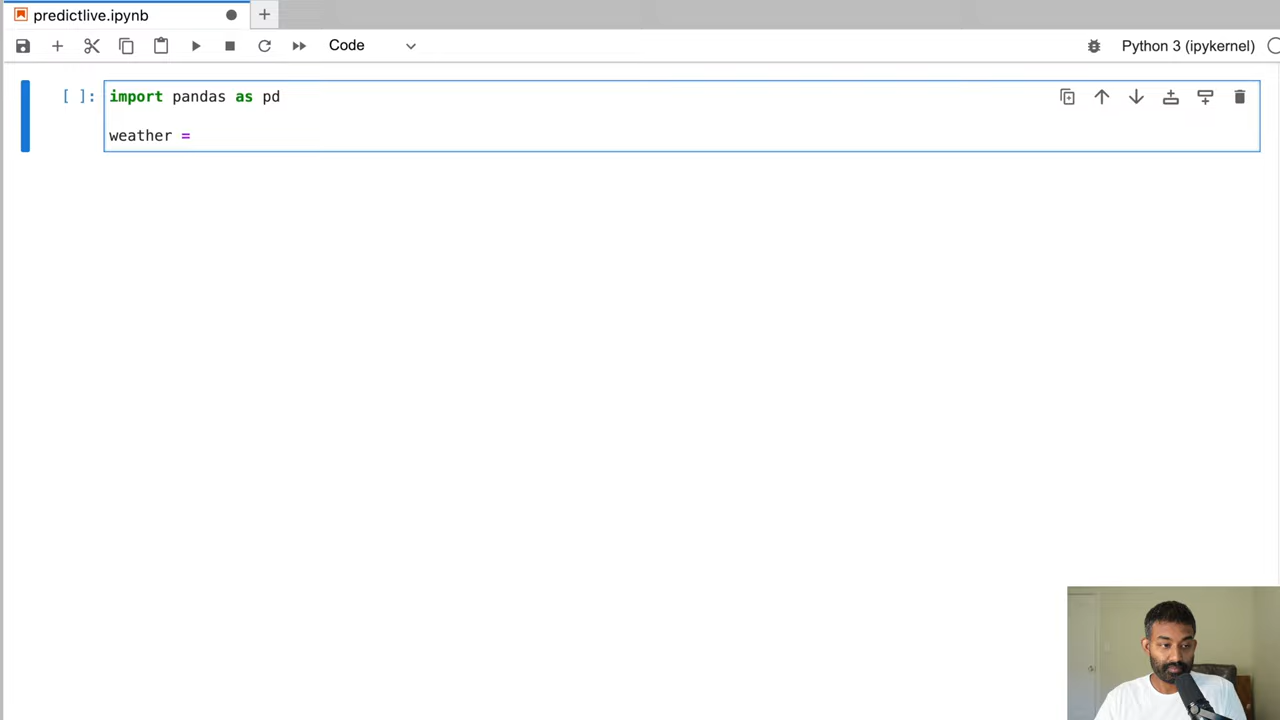 predictlive.ipynb
Code
Python 3 (ipykernel)
[ ]: import pandas as pd
weather =